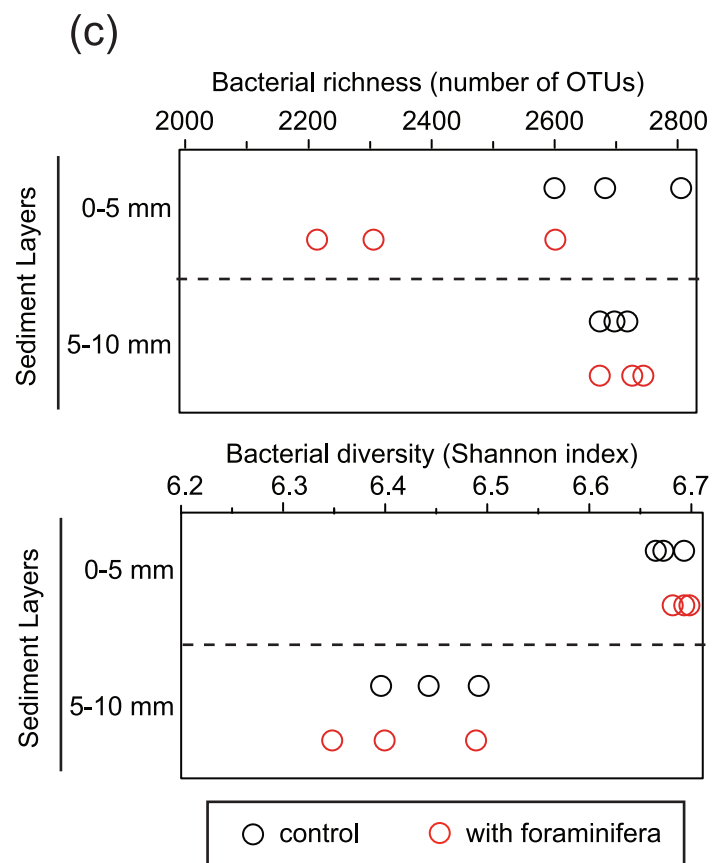 (c)
Bacterial richness (number of OTUs)
2000 2200 2400 2600 2800
Sediment Layers
0-5 mm
5-10 mm
Bacterial diversity (Shannon index)
6.2 6.3 6.4 6.5 6.6 6.7
Sediment Layers
0-5 mm
5-10 mm
control with foraminifera